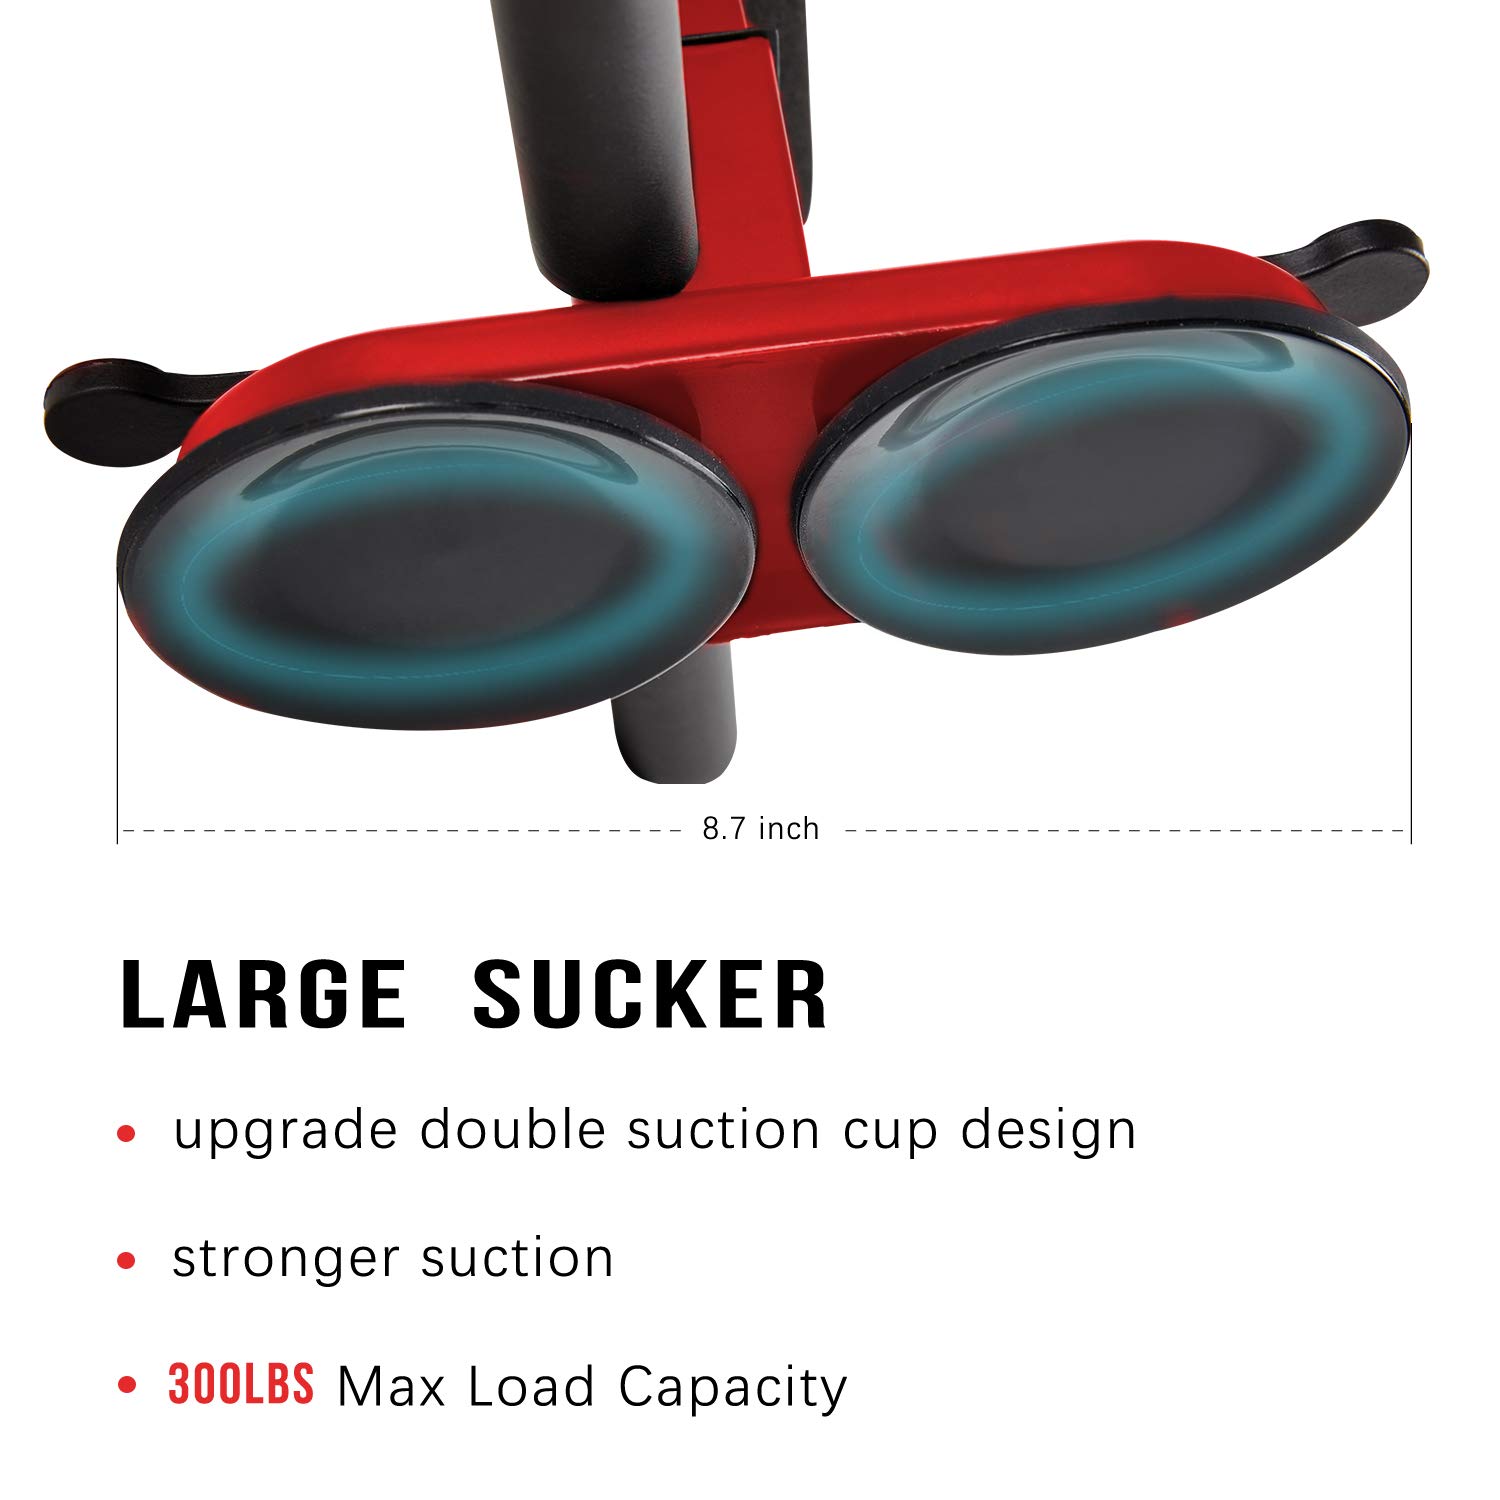 8.7 inch
LARGE SUCKER
• upgrade double suction cup design
• stronger suction
• 300LBS Max Load Capacity